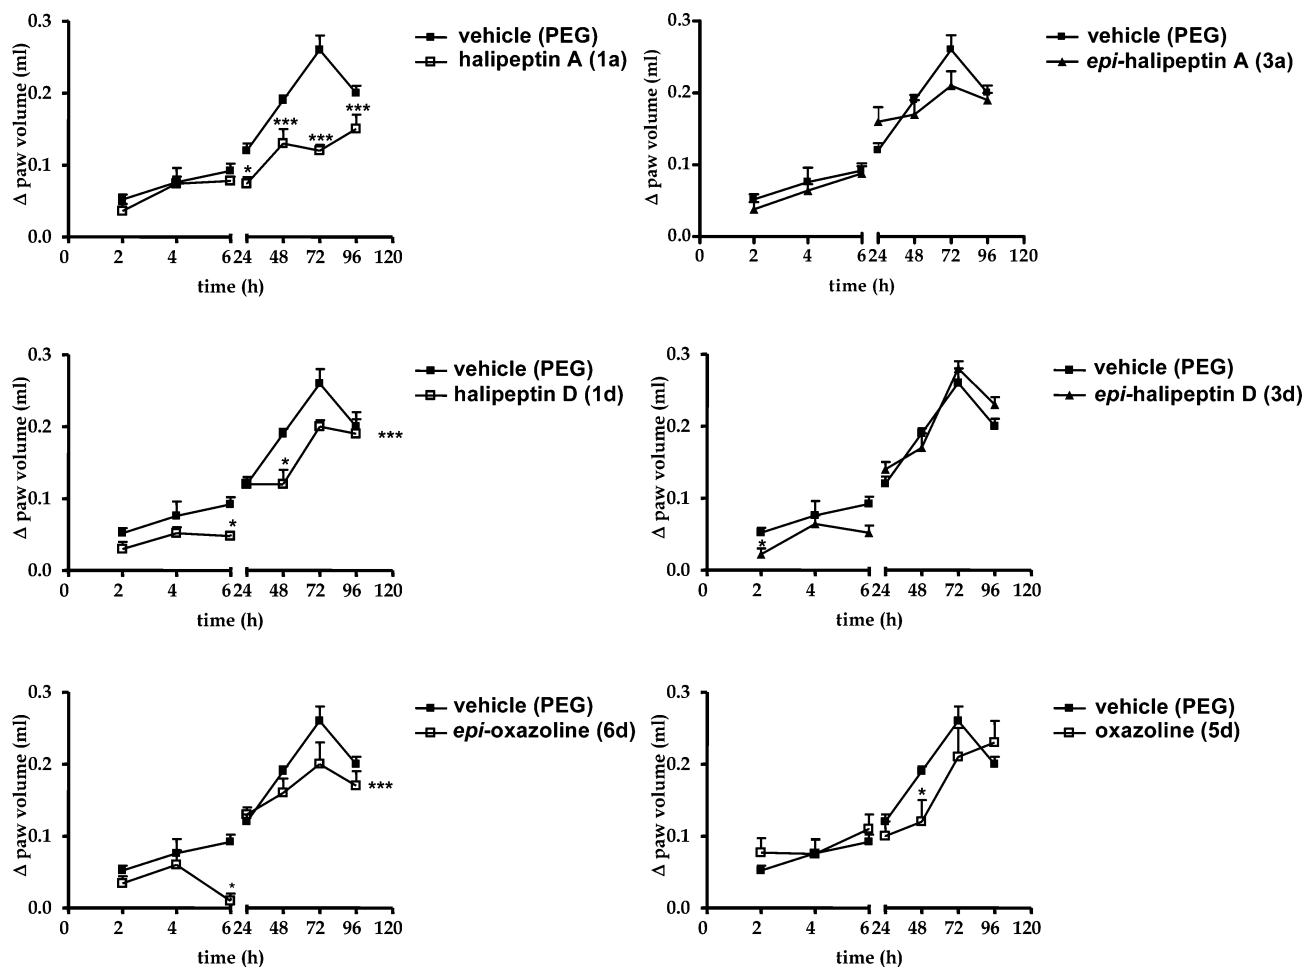 0.3
0.2
0.1
0.0
Δ paw volume (ml)
0 2 4 6 24 48 72 96 120
time (h)
vehicle (PEG)
halipeptin A (1a)
* *** *** ***
0.3
0.2
0.1
0.0
Δ paw volume (ml)
0 2 4 6 24 48 72 96 120
time (h)
vehicle (PEG)
epi-halipeptin A (3a)
0.3
0.2
0.1
0.0
Δ paw volume (ml)
0 2 4 6 24 48 72 96 120
time (h)
vehicle (PEG)
halipeptin D (1d)
* * ***
0.3
0.2
0.1
0.0
Δ paw volume (ml)
0 2 4 6 24 48 72 96 120
time (h)
vehicle (PEG)
epi-halipeptin D (3d)
*
0.3
0.2
0.1
0.0
Δ paw volume (ml)
0 2 4 6 24 48 72 96 120
time (h)
vehicle (PEG)
epi-oxazoline (6d)
* ***
0.3
0.2
0.1
0.0
Δ paw volume (ml)
0 2 4 6 24 48 72 96 120
time (h)
vehicle (PEG)
oxazoline (5d)
*